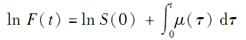 ln F(t) = ln S(0) + ∫₀ᵗ μ(τ) dτ